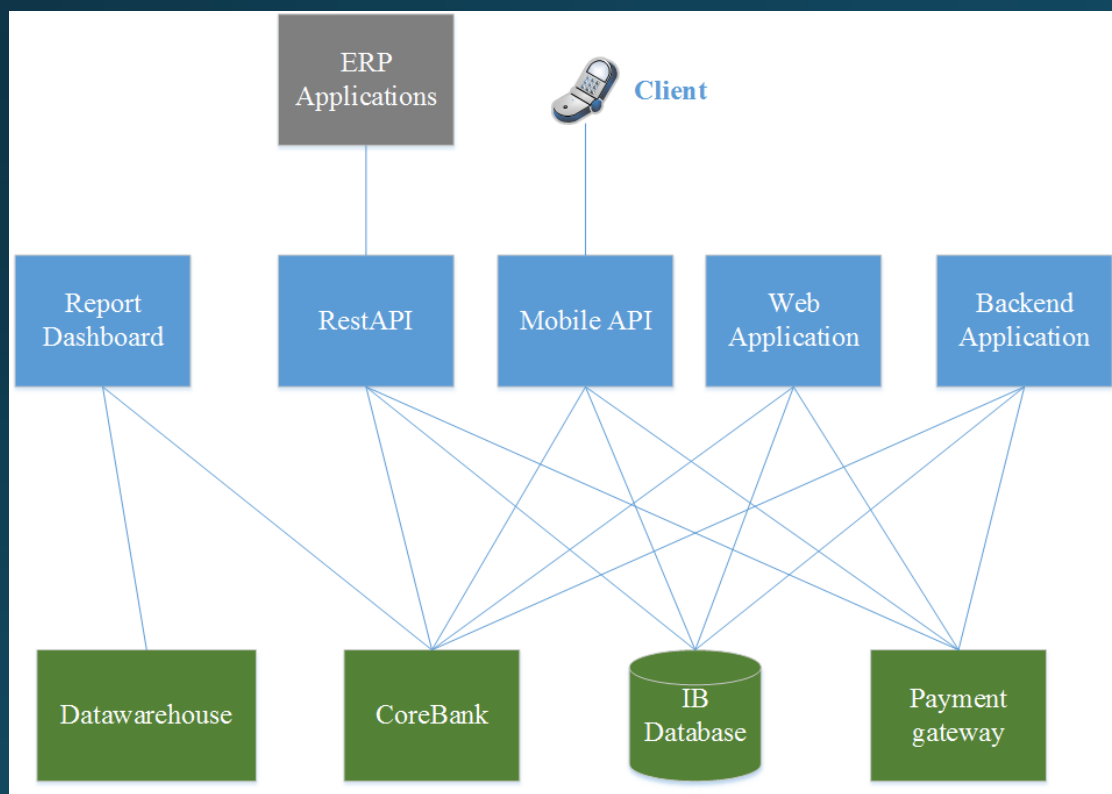 ERP
Applications
Client
Report
Dashboard
RestAPI
Mobile API
Web
Application
Backend
Application
Datawarehouse
CoreBank
IB
Database
Payment
gateway